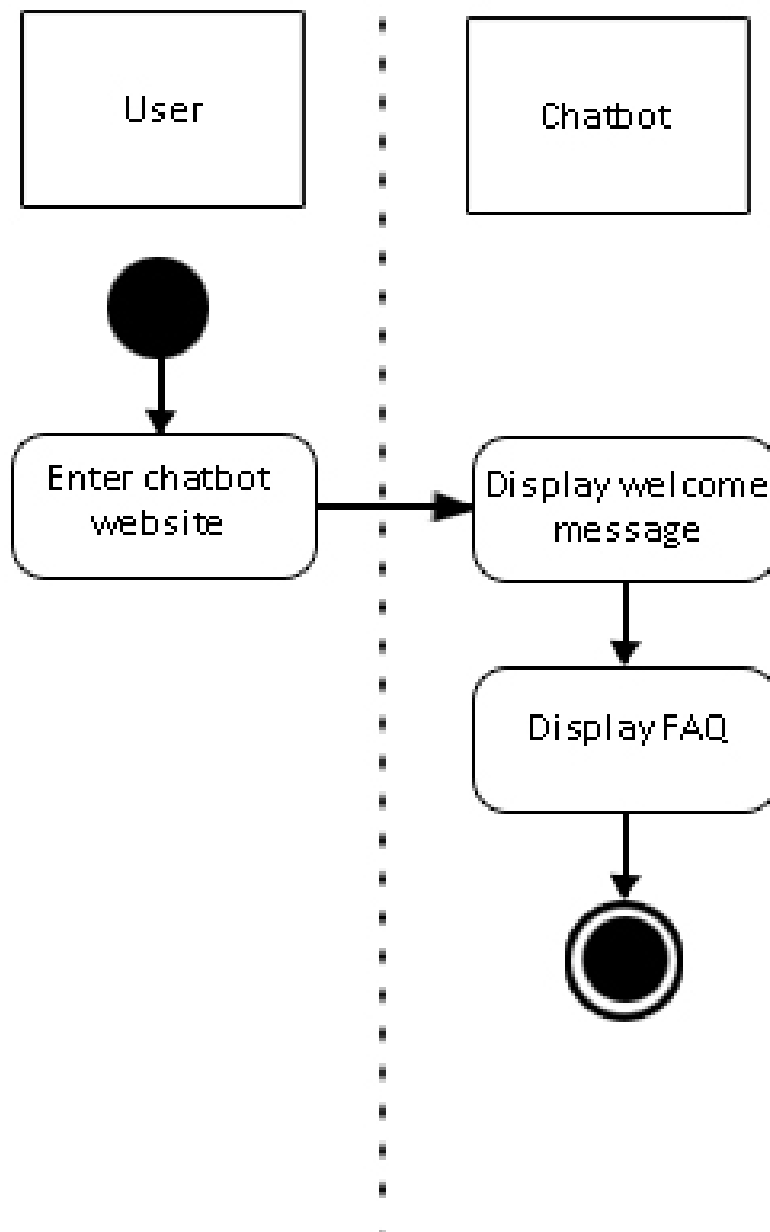 User
Chatbot
Enter chatbot
website
Display welcome
message
Display FAQ